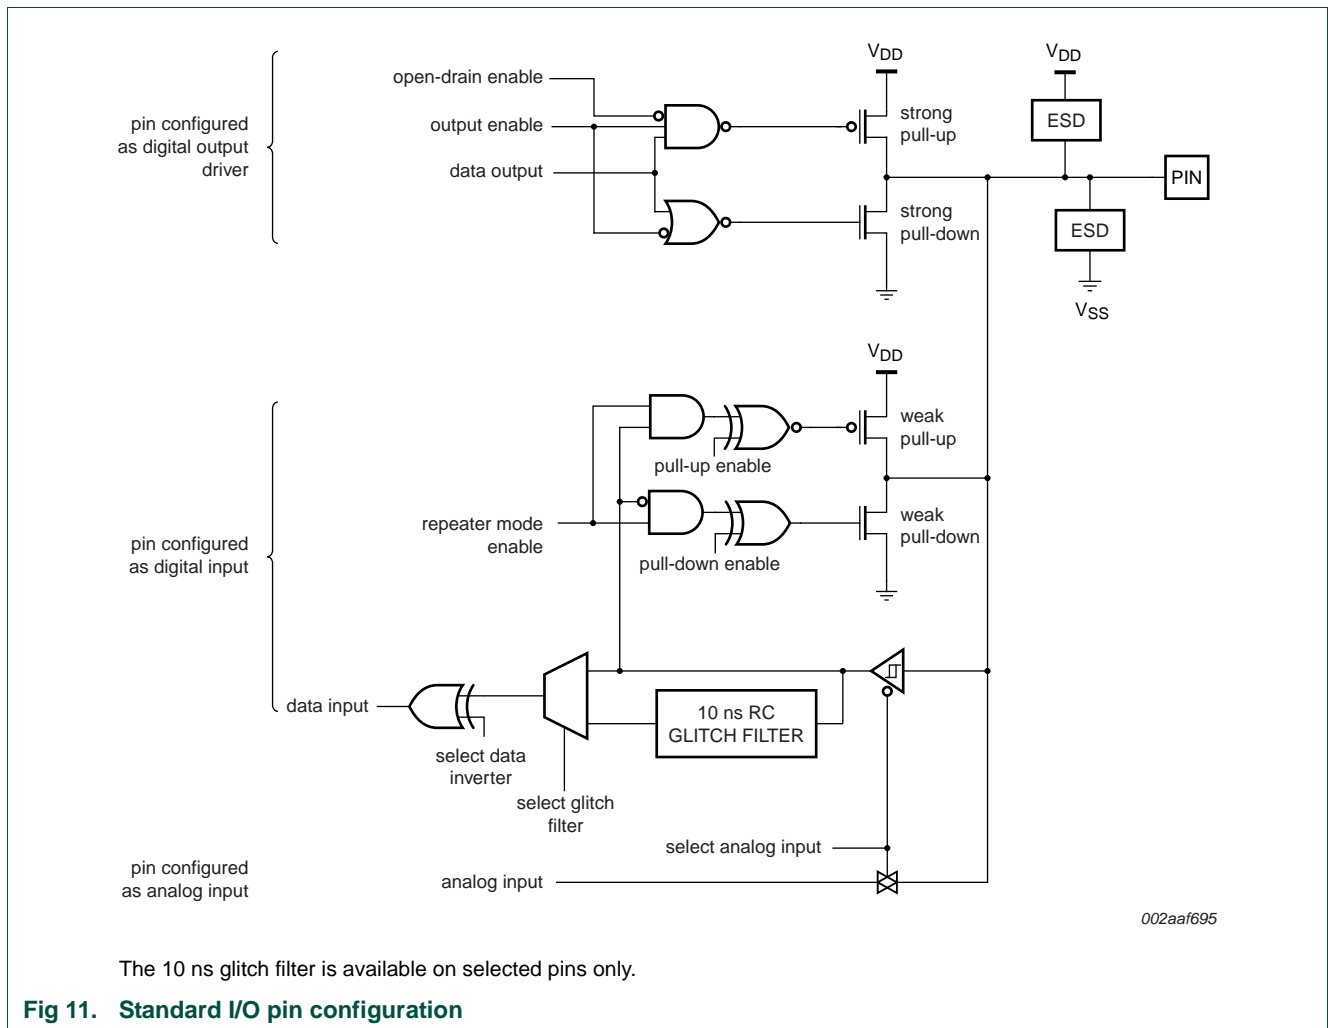 VDD
VDD
open-drain enable
strong
pull-up
ESD
pin configured
as digital output
driver
output enable
data output
PIN
strong
pull-down
ESD
VSS
VDD
weak
pull-up
pull-up enable
repeater mode
enable
weak
pull-down
pull-down enable
pin configured
as digital input
data input
10 ns RC
GLITCH FILTER
select data
inverter
select glitch
filter
select analog input
pin configured
as analog input
analog input
002aaf695
The 10 ns glitch filter is available on selected pins only.
Fig 11. Standard I/O pin configuration